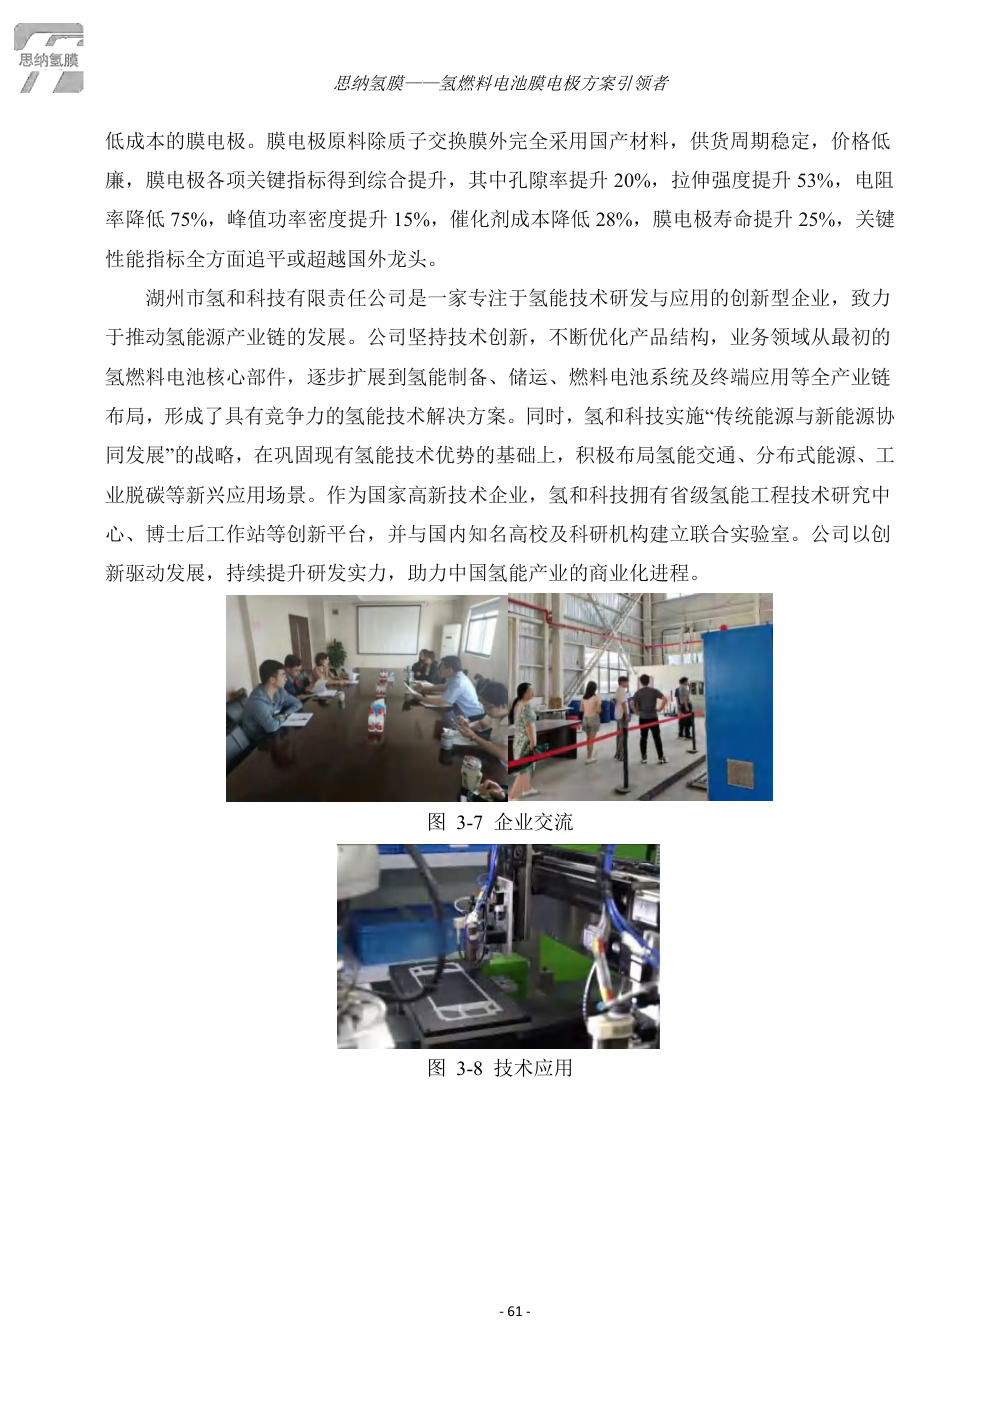 思纳氢膜
思纳氢膜——氢燃料电池膜电极方案引领者
低成本的膜电极。膜电极原料除质子交换膜外完全采用国产材料，供货周期稳定，价格低
廉，膜电极各项关键指标得到综合提升，其中孔隙率提升 20%，拉伸强度提升 53%，电阻
率降低 75%，峰值功率密度提升 15%，催化剂成本降低 28%，膜电极寿命提升 25%，关键
性能指标全方面追平或超越国外龙头。
湖州市氢和科技有限责任公司是一家专注于氢能技术研发与应用的创新型企业，致力
于推动氢能源产业链的发展。公司坚持技术创新，不断优化产品结构，业务领域从最初的
氢燃料电池核心部件，逐步扩展到氢能制备、储运、燃料电池系统及终端应用等全产业链
布局，形成了具有竞争力的氢能技术解决方案。同时，氢和科技实施“传统能源与新能源协
同发展”的战略，在巩固现有氢能技术优势的基础上，积极布局氢能交通、分布式能源、工
业脱碳等新兴应用场景。作为国家高新技术企业，氢和科技拥有省级氢能工程技术研究中
心、博士后工作站等创新平台，并与国内知名高校及科研机构建立联合实验室。公司以创
新驱动发展，持续提升研发实力，助力中国氢能产业的商业化进程。
图 3-7 企业交流
图 3-8 技术应用
- 61 -